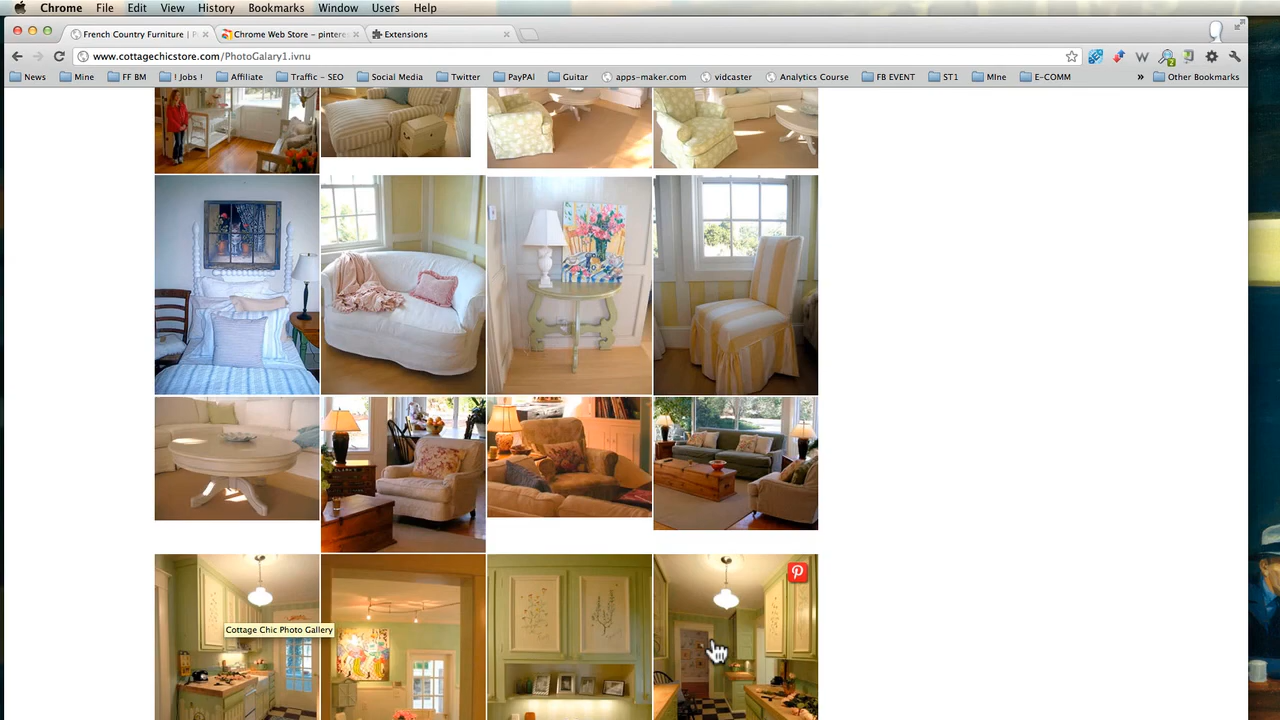 Chrome File Edit View History Bookmarks Window Users Help
French Country Furniture | P
Chrome Web Store - pinteres
Extensions
www.cottagechicstore.com/PhotoGalary1.ivnu
News Mine FF BM ! Jobs ! Affiliate Traffic - SEO Social Media Twitter PayPAl Guitar apps-maker.com vidcaster Analytics Course FB EVENT ST1 MIne E-COMM » Other Bookmarks
Cottage Chic Photo Gallery